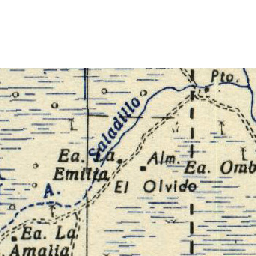 Pto.
Saladillo
Ea. La
Emilia
Alm.
Ea. Omb
El Olvido
A.
Ea. La
Amalia